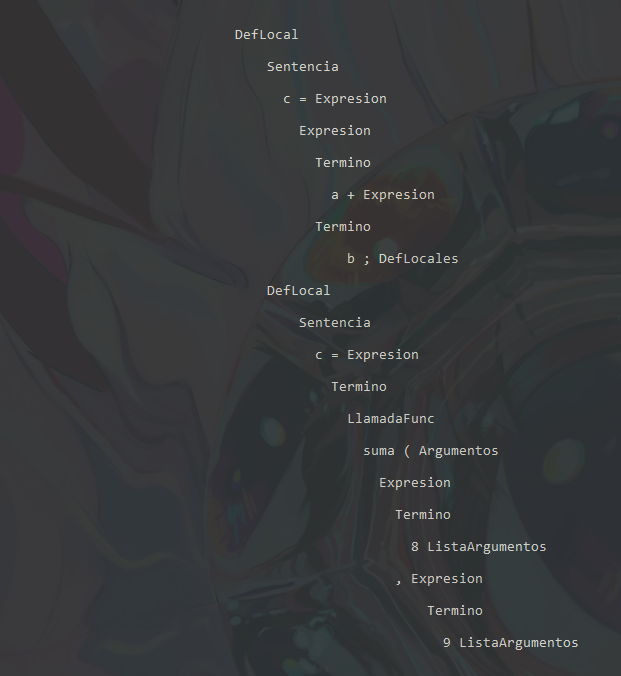 DefLocal
Sentencia
c = Expresion
Expresion
Termino
a + Expresion
Termino
b ; DefLocales
DefLocal
Sentencia
c = Expresion
Termino
LlamadaFunc
suma ( Argumentos
Expresion
Termino
8 ListaArgumentos
, Expresion
Termino
9 ListaArgumentos